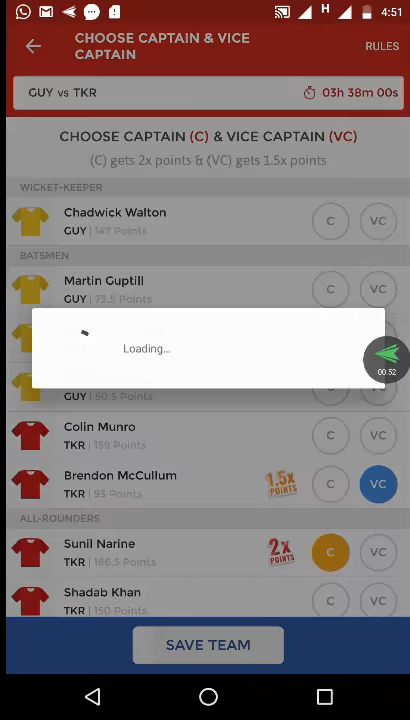 H 4:51
CHOOSE CAPTAIN & VICE
CAPTAIN
RULES
GUY vs TKR 03h 38m 00s
CHOOSE CAPTAIN (C) & VICE CAPTAIN (VC)
(C) gets 2x points & (VC) gets 1.5x points
WICKET-KEEPER
Chadwick Walton
GUY | 147 Points
C VC
BATSMEN
Martin Guptill
GUY | 75.5 Points
C VC
Loading...
00:52
GUY | 90.5 Points
Colin Munro
TKR | 159 Points
C VC
Brendon McCullum
TKR | 93 Points
1.5x
POINTS
C VC
ALL-ROUNDERS
Sunil Narine
TKR | 186.5 Points
2x
POINTS
C VC
Shadab Khan
TKR | 150 Points
C VC
SAVE TEAM